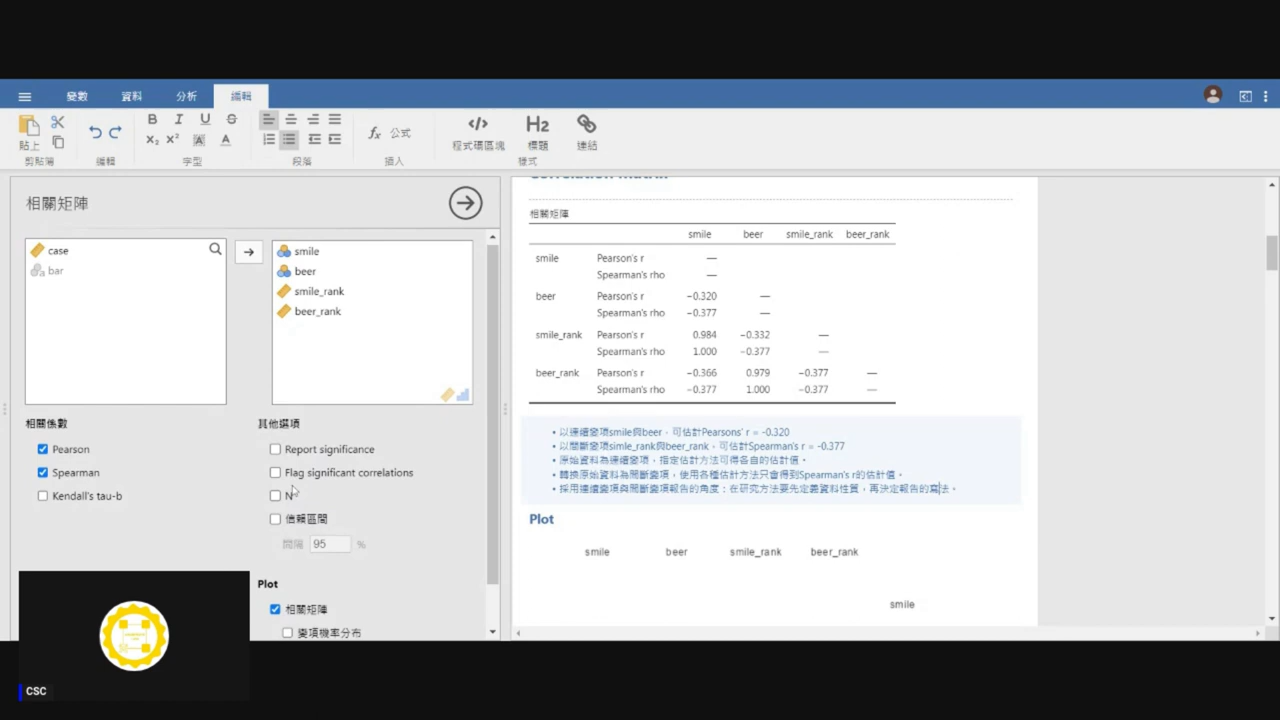 變數 資料 分析 編輯
貼上
B I U S
X₂ X² A A
fx 公式
</> 程式碼區塊
H2 標題
連結
剪貼簿 編輯 字型 段落 插入 樣式
相關矩陣
case
bar
smile
beer
smile_rank
beer_rank
相關係數
Pearson
Spearman
Kendall's tau-b
其他選項
Report significance
Flag significant correlations
N
信賴區間
間隔 95 %
Plot
相關矩陣
變項機率分布
CSC
Correlation Matrix
相關矩陣
smile beer smile_rank beer_rank
smile Pearson's r —
Spearman's rho —
beer Pearson's r −0.320 —
Spearman's rho −0.377 —
smile_rank Pearson's r 0.984 −0.332 —
Spearman's rho 1.000 −0.377 —
beer_rank Pearson's r −0.366 0.979 −0.377 —
Spearman's rho −0.377 1.000 −0.377 —
• 以連續變項smile與beer，可估計Pearsons' r = -0.320
• 以間斷變項simle_rank與beer_rank，可估計Spearman's r = -0.377
• 原始資料為連續變項，指定估計方法可得各自的估計值。
• 轉換原始資料為間斷變項，使用各種估計方法只會得到Spearman's r的估計值。
• 採用連續變項與間斷變項報告的角度：在研究方法要先定義資料性質，再決定報告的寫法。
Plot
smile beer smile_rank beer_rank
smile